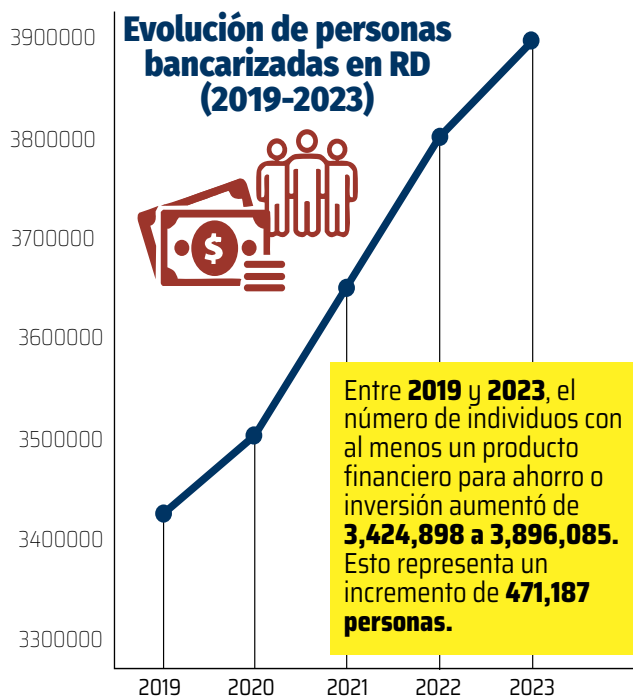 Evolución de personas
bancarizadas en RD
(2019-2023)
3900000
3800000
3700000
3600000
3500000
3400000
3300000
$
Entre 2019 y 2023, el
número de individuos con
al menos un producto
financiero para ahorro o
inversión aumentó de
3,424,898 a 3,896,085.
Esto representa un
incremento de 471,187
personas.
2019 2020 2021 2022 2023